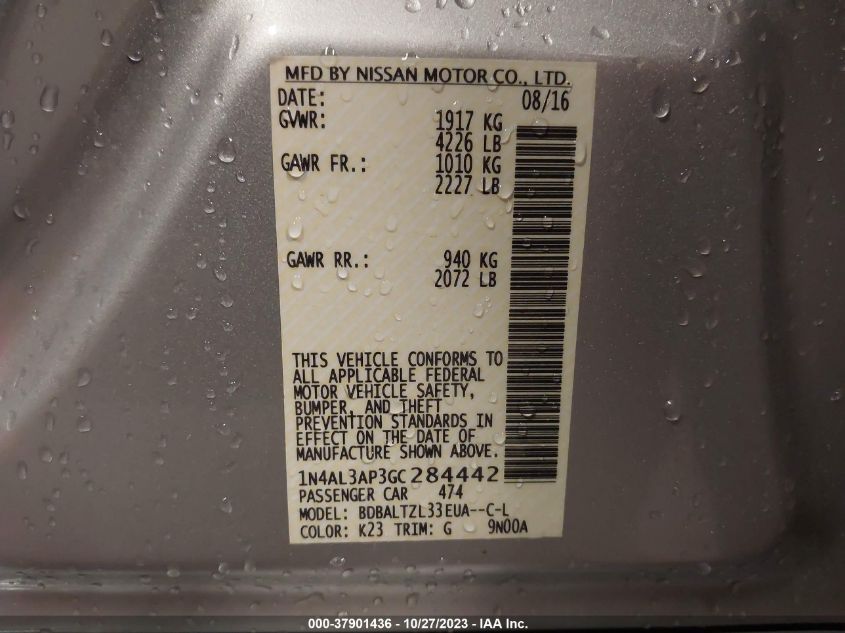 MFD BY NISSAN MOTOR CO., LTD.
DATE: 08/16
GVWR: 1917 KG
4226 LB
GAWR FR.: 1010 KG
2227 LB
GAWR RR.: 940 KG
2072 LB
THIS VEHICLE CONFORMS TO
ALL APPLICABLE FEDERAL
MOTOR VEHICLE SAFETY,
BUMPER, AND THEFT
PREVENTION STANDARDS IN
EFFECT ON THE DATE OF
MANUFACTURE SHOWN ABOVE.
1N4AL3AP3GC284442
PASSENGER CAR 474
MODEL: BDBALTZL33EUA--C-L
COLOR: K23 TRIM: G 9N00A
000-37901436 - 10/27/2023 - IAA Inc.